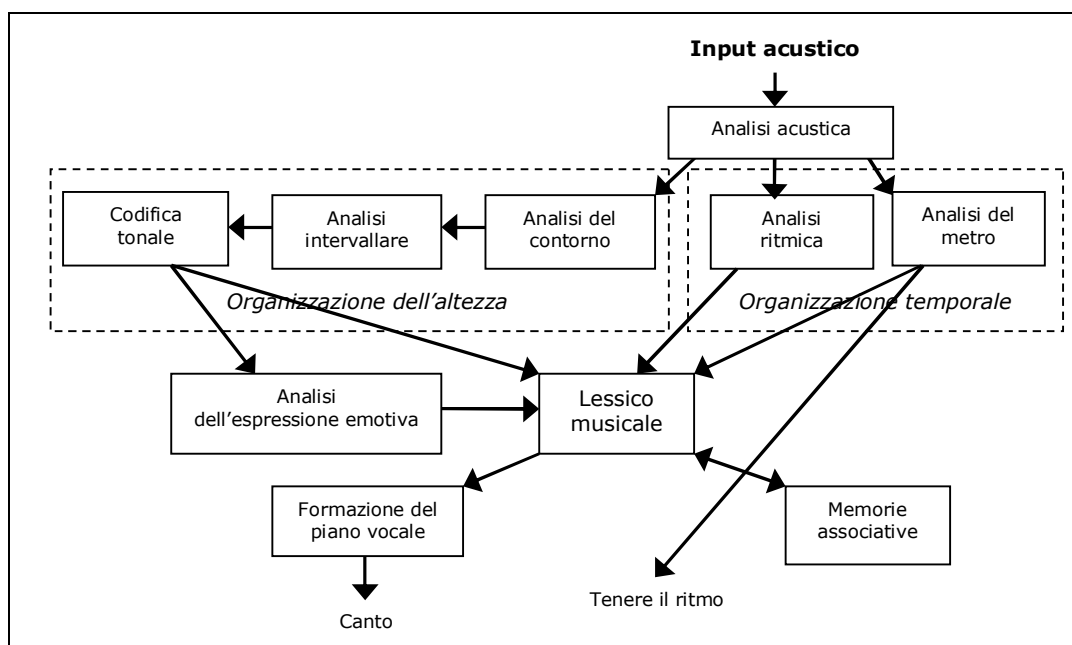 Input acustico
Analisi acustica
Codifica
tonale
Analisi
intervallare
Analisi del
contorno
Analisi
ritmica
Analisi del
metro
Organizzazione dell’altezza
Organizzazione temporale
Analisi
dell’espressione emotiva
Lessico
musicale
Formazione del
piano vocale
Memorie
associative
Canto
Tenere il ritmo